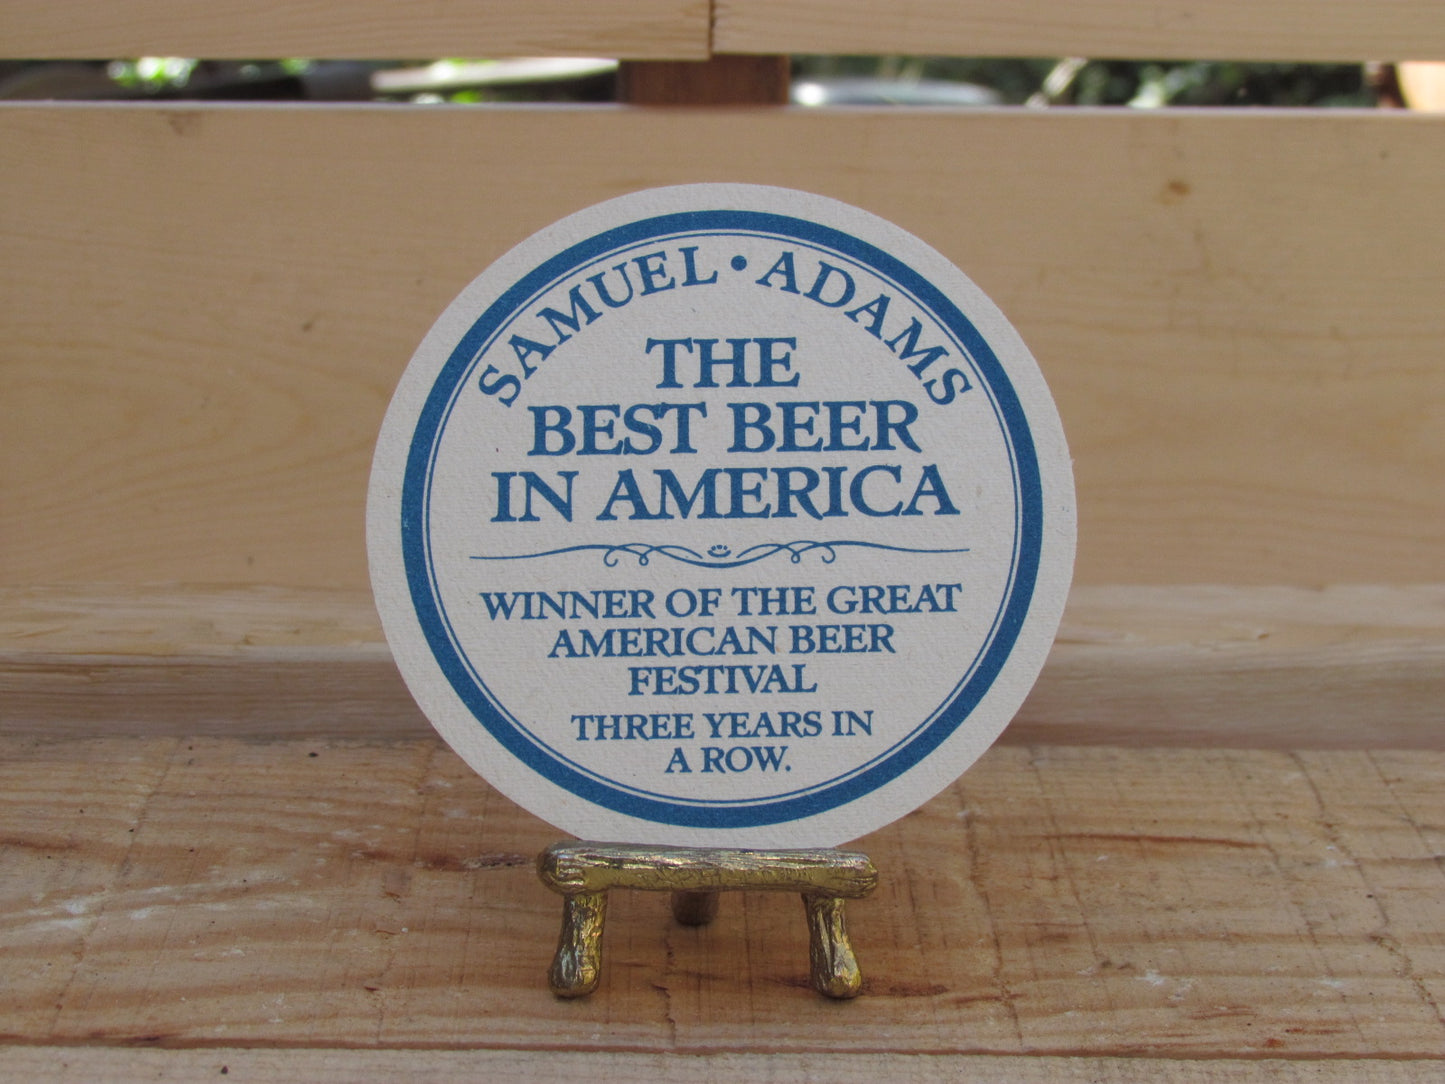 SAMUEL • ADAMS
THE
BEST BEER
IN AMERICA
WINNER OF THE GREAT
AMERICAN BEER
FESTIVAL
THREE YEARS IN
A ROW.